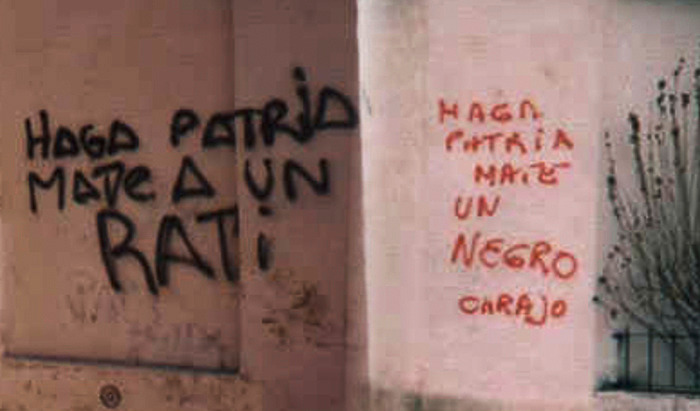 HAGA PATRIA
MATE A UN
RATi
HAGA
PATRiA
MATE
UN
NEGRO
CARAJO